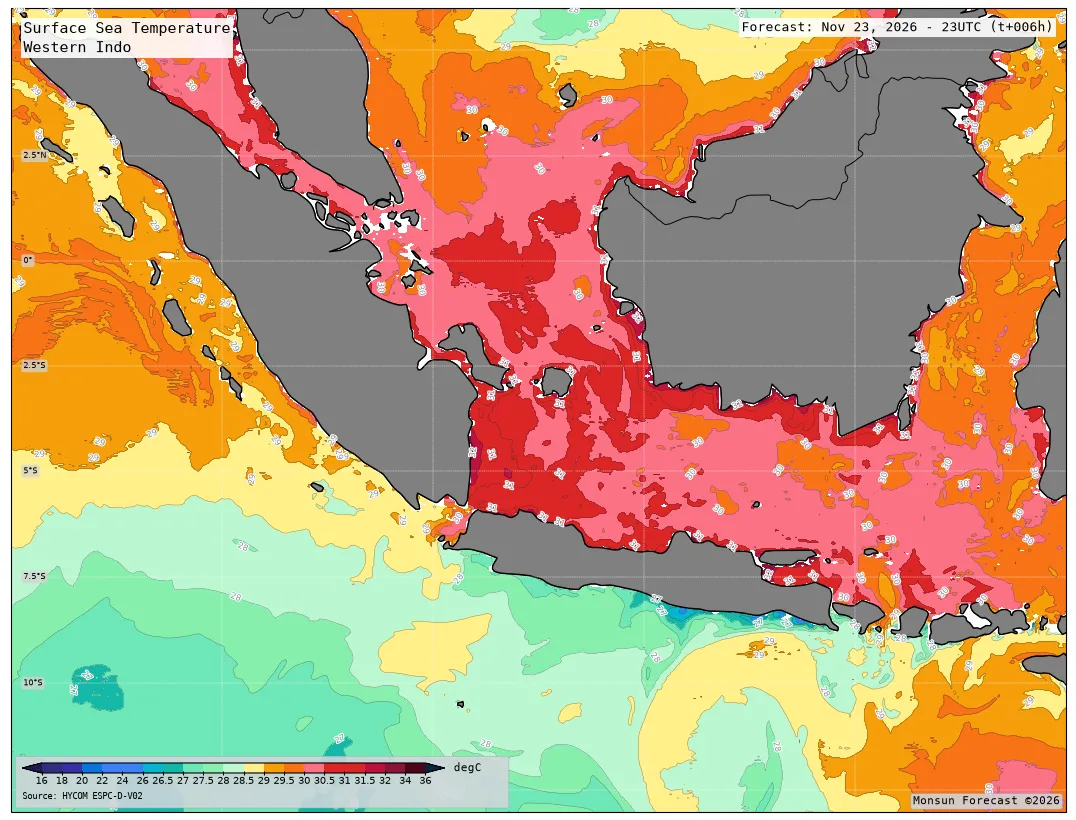 Surface Sea Temperature
Western Indo
Forecast: Nov 23, 2026 - 23UTC (t+006h)
2.5°N
0°
2.5°S
5°S
7.5°S
10°S
degC
16 18 20 22 24 26 26.5 27 27.5 28 28.5 29 29.5 30 30.5 31 31.5 32 34 36
Source: HYCOM ESPC-D-V02
Monsun Forecast ©2026